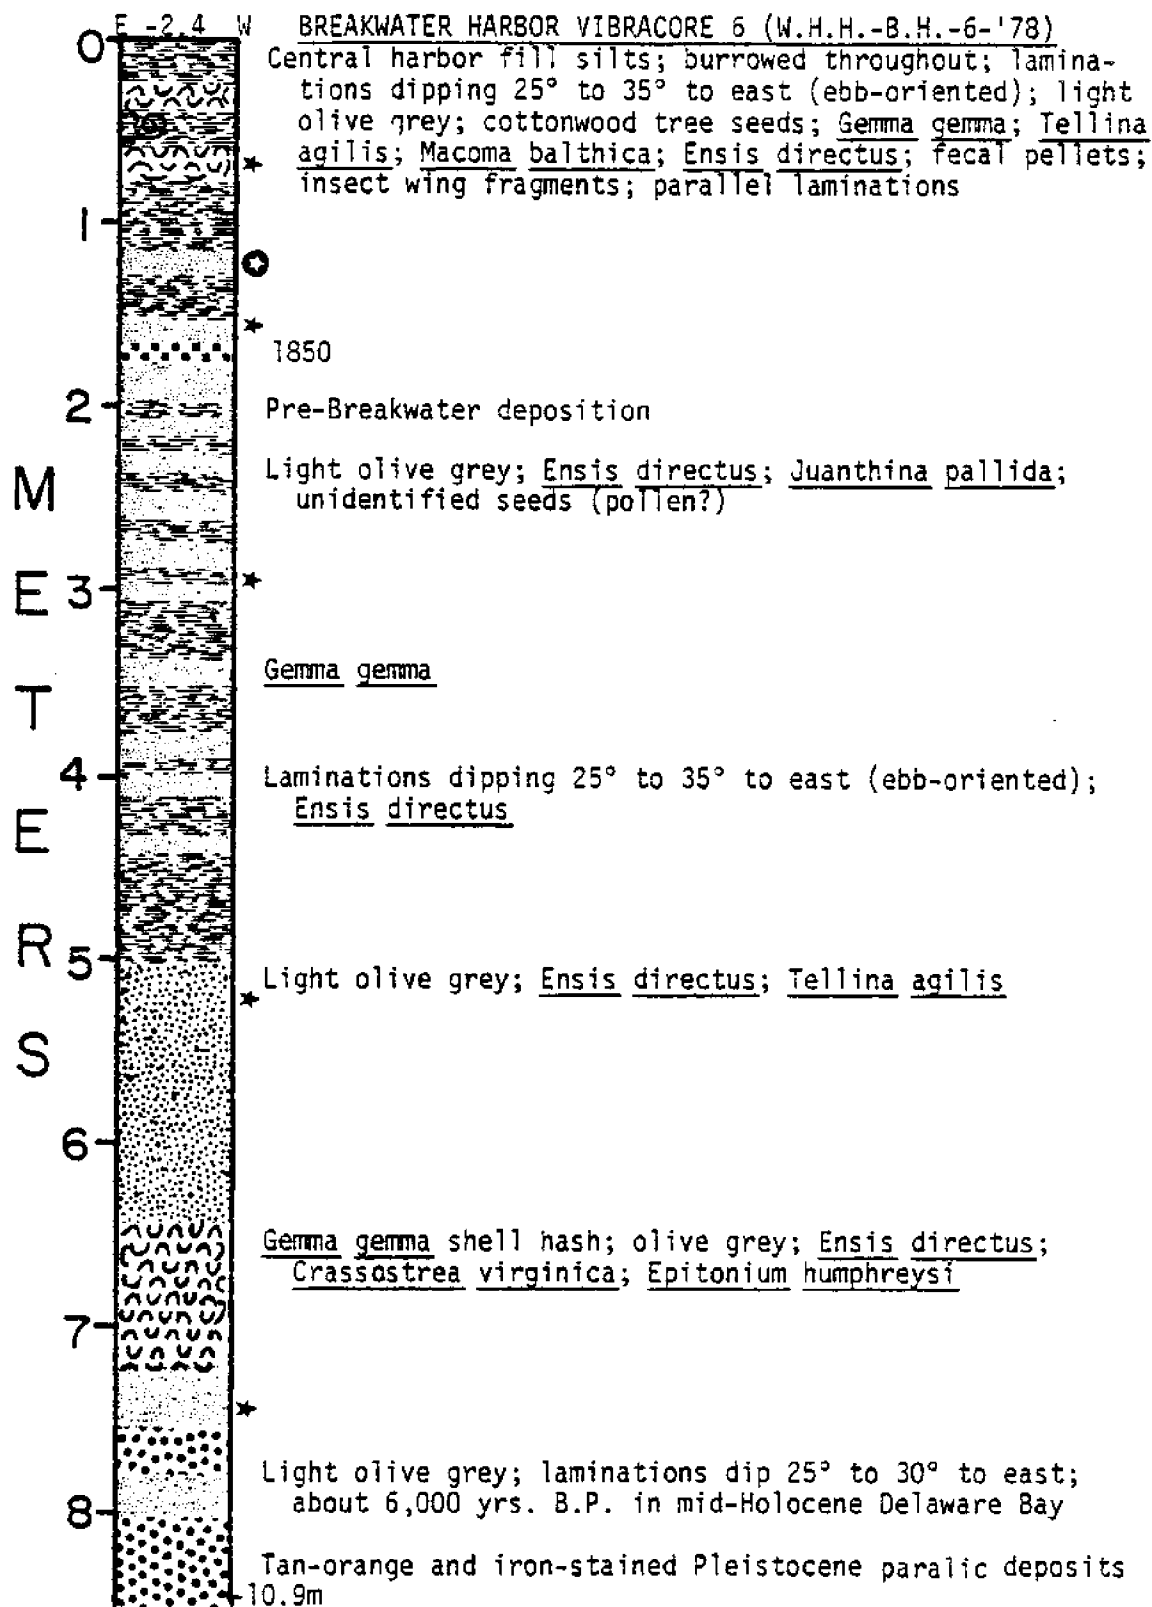 E -2.4 W BREAKWATER HARBOR VIBRACORE 6 (W.H.H.-B.H.-6-'78)
0
Central harbor fill silts; burrowed throughout; lamina-
tions dipping 25° to 35° to east (ebb-oriented); light
olive grey; cottonwood tree seeds; Gemma gemma; Tellina
agilis; Macoma balthica; Ensis directus; fecal pellets;
insect wing fragments; parallel laminations
1
1850
2 Pre-Breakwater deposition
Light olive grey; Ensis directus; Juanthina pallida;
unidentified seeds (pollen?)
METERS
3
Gemma gemma
4 Laminations dipping 25° to 35° to east (ebb-oriented);
Ensis directus
5 Light olive grey; Ensis directus; Tellina agilis
6
Gemma gemma shell hash; olive grey; Ensis directus;
Crassostrea virginica; Epitonium humphreysi
7
Light olive grey; laminations dip 25° to 30° to east;
about 6,000 yrs. B.P. in mid-Holocene Delaware Bay
8
Tan-orange and iron-stained Pleistocene paralic deposits
10.9m